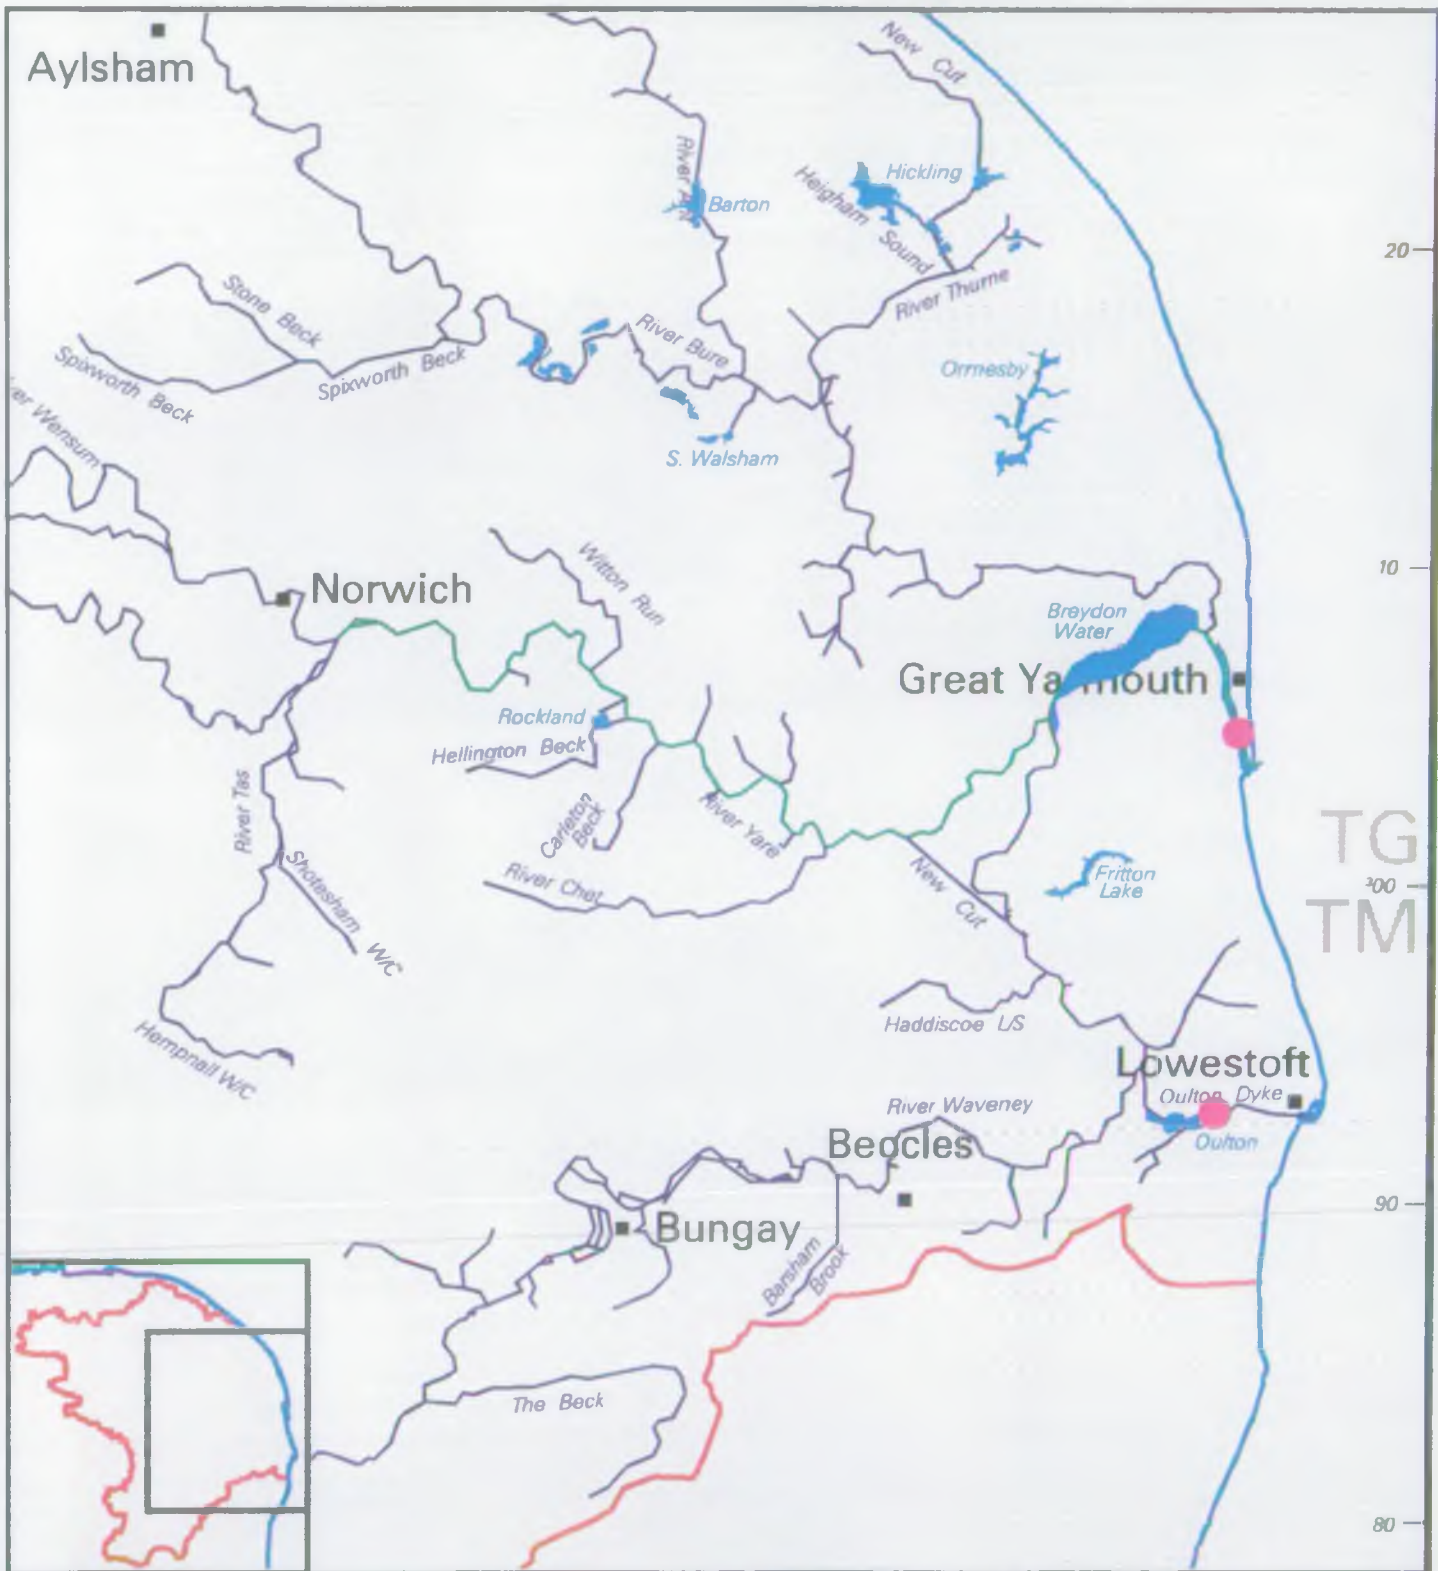 Aylsham
New Cut
River Ant
Barton
Hickling
Heigham Sound
20
River Thurne
Stone Beck
River Bure
Spixworth Beck
Spixworth Beck
Ormesby
er Wensum
S. Walsham
10
Norwich
Witton Run
Breydon
Water
Great Yarmouth
Rockland
Hellington Beck
River Tas
Carleton
Beck
River Yare
TG
Shotesham W/C
River Chet
New Cut
Fritton
Lake
300
TM
Haddiscoe L/S
Hempnall W/C
Lowestoft
Oulton Dyke
River Waveney
Beccles
Oulton
90
Bungay
Barsham
Brook
The Beck
80